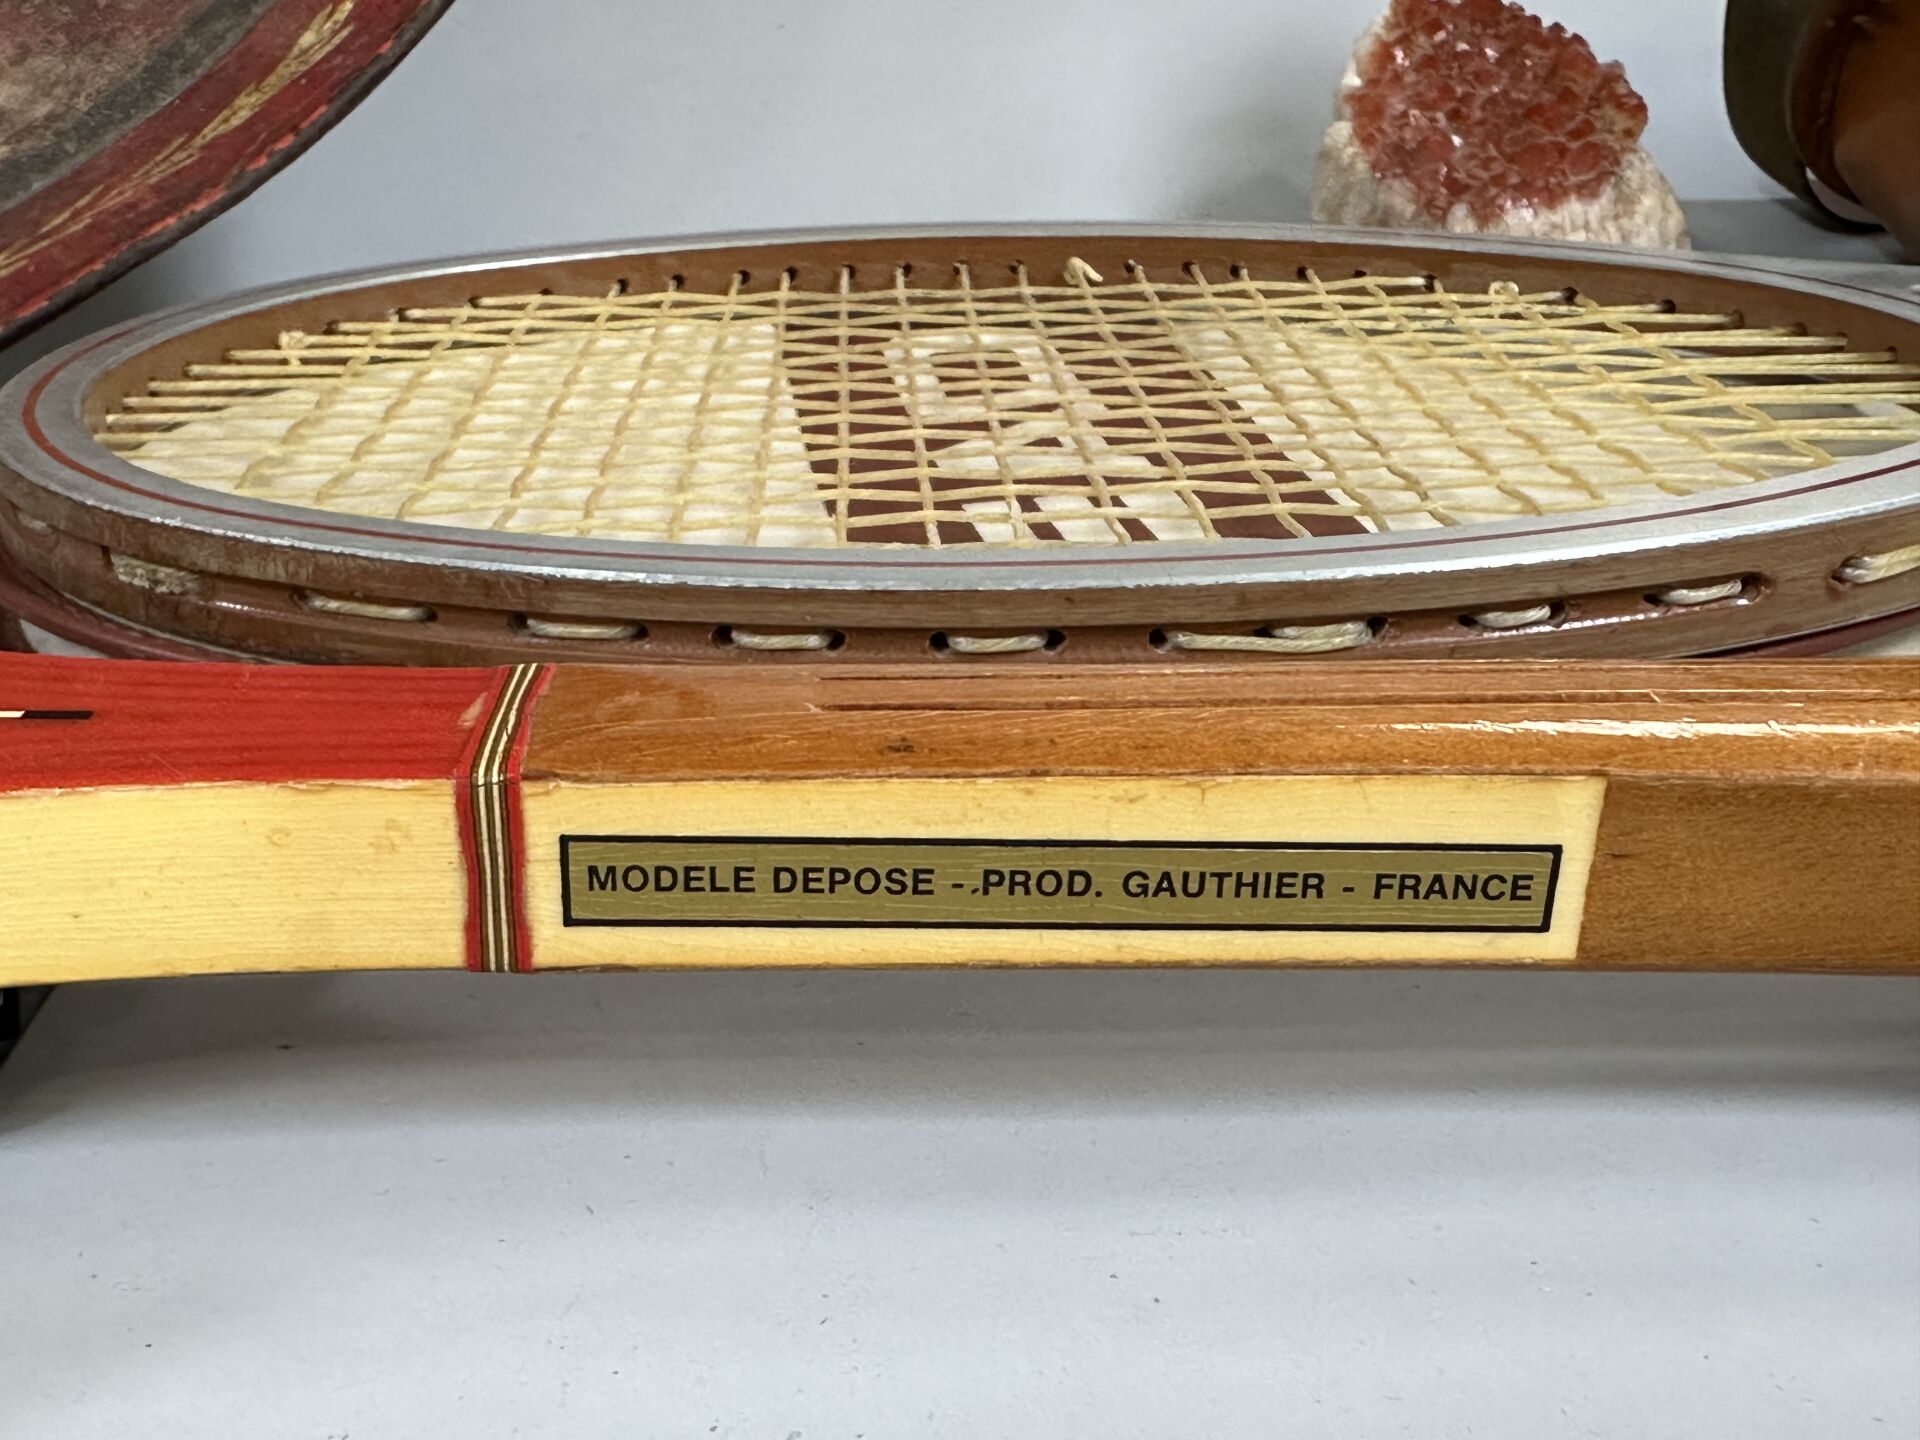 MODELE DEPOSE - PROD. GAUTHIER - FRANCE